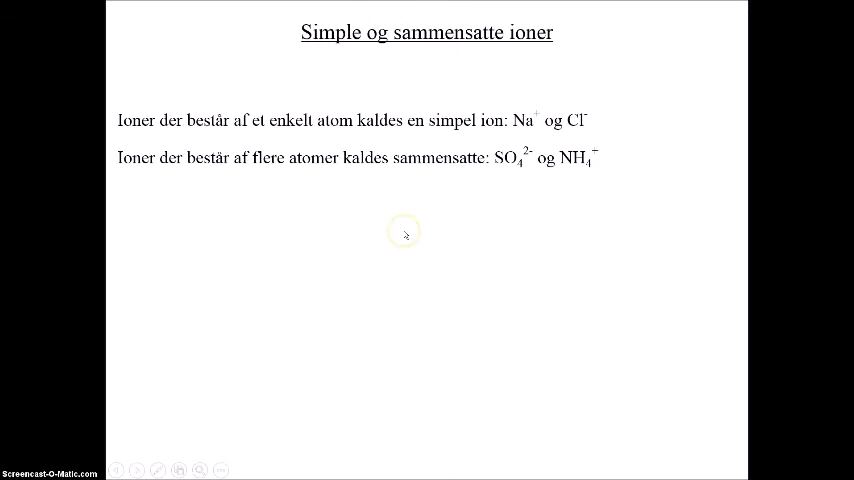 Simple og sammensatte ioner
Ioner der består af et enkelt atom kaldes en simpel ion: Na⁺ og Cl⁻
Ioner der består af flere atomer kaldes sammensatte: SO₄²⁻ og NH₄⁺
Screencast-O-Matic.com